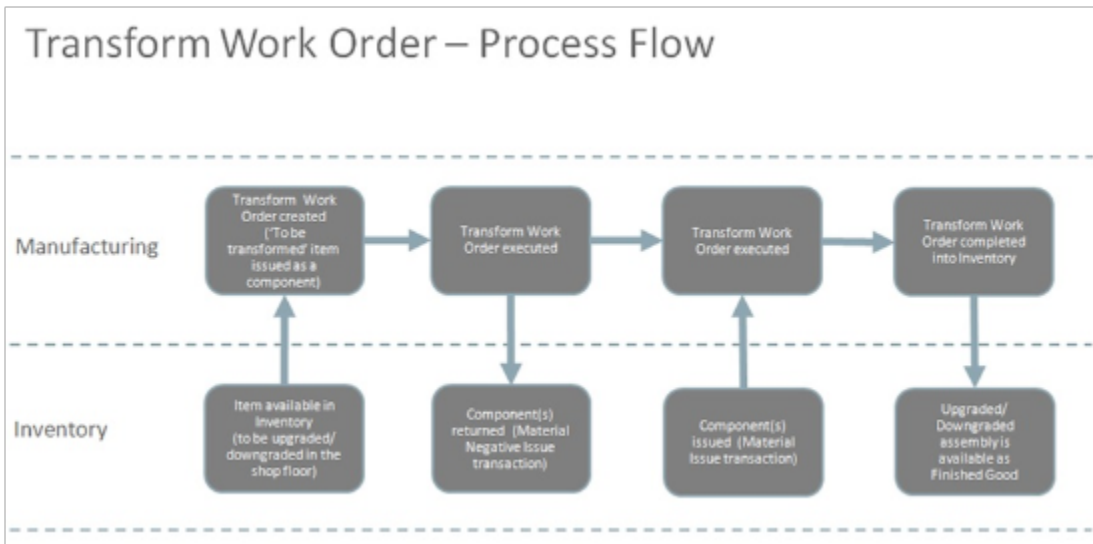 Transform Work Order – Process Flow
Manufacturing
Transform Work
Order created
('To be
transformed' item
issued as a
component)
Transform Work
Order executed
Transform Work
Order executed
Transform Work
Order completed
into Inventory
Inventory
Item available in
Inventory
(to be upgraded/
downgraded in the
shop floor)
Component(s)
returned (Material
Negative Issue
transaction)
Component(s)
issued (Material
Issue transaction)
Upgraded/
Downgraded
assembly is
available as
Finished Good